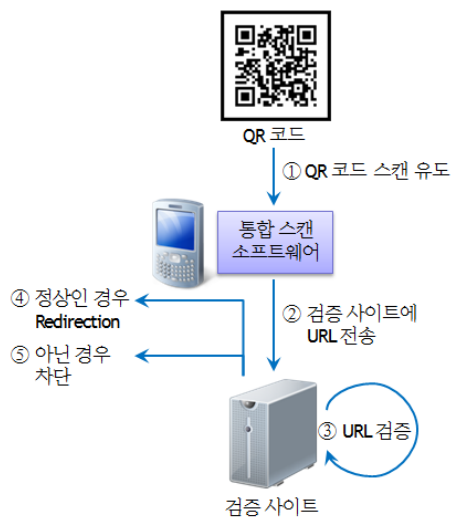 QR 코드
① QR 코드 스캔 유도
통합 스캔
소프트웨어
② 검증 사이트에
URL 전송
③ URL 검증
검증 사이트
④ 정상인 경우
Redirection
⑤ 아닌 경우
차단